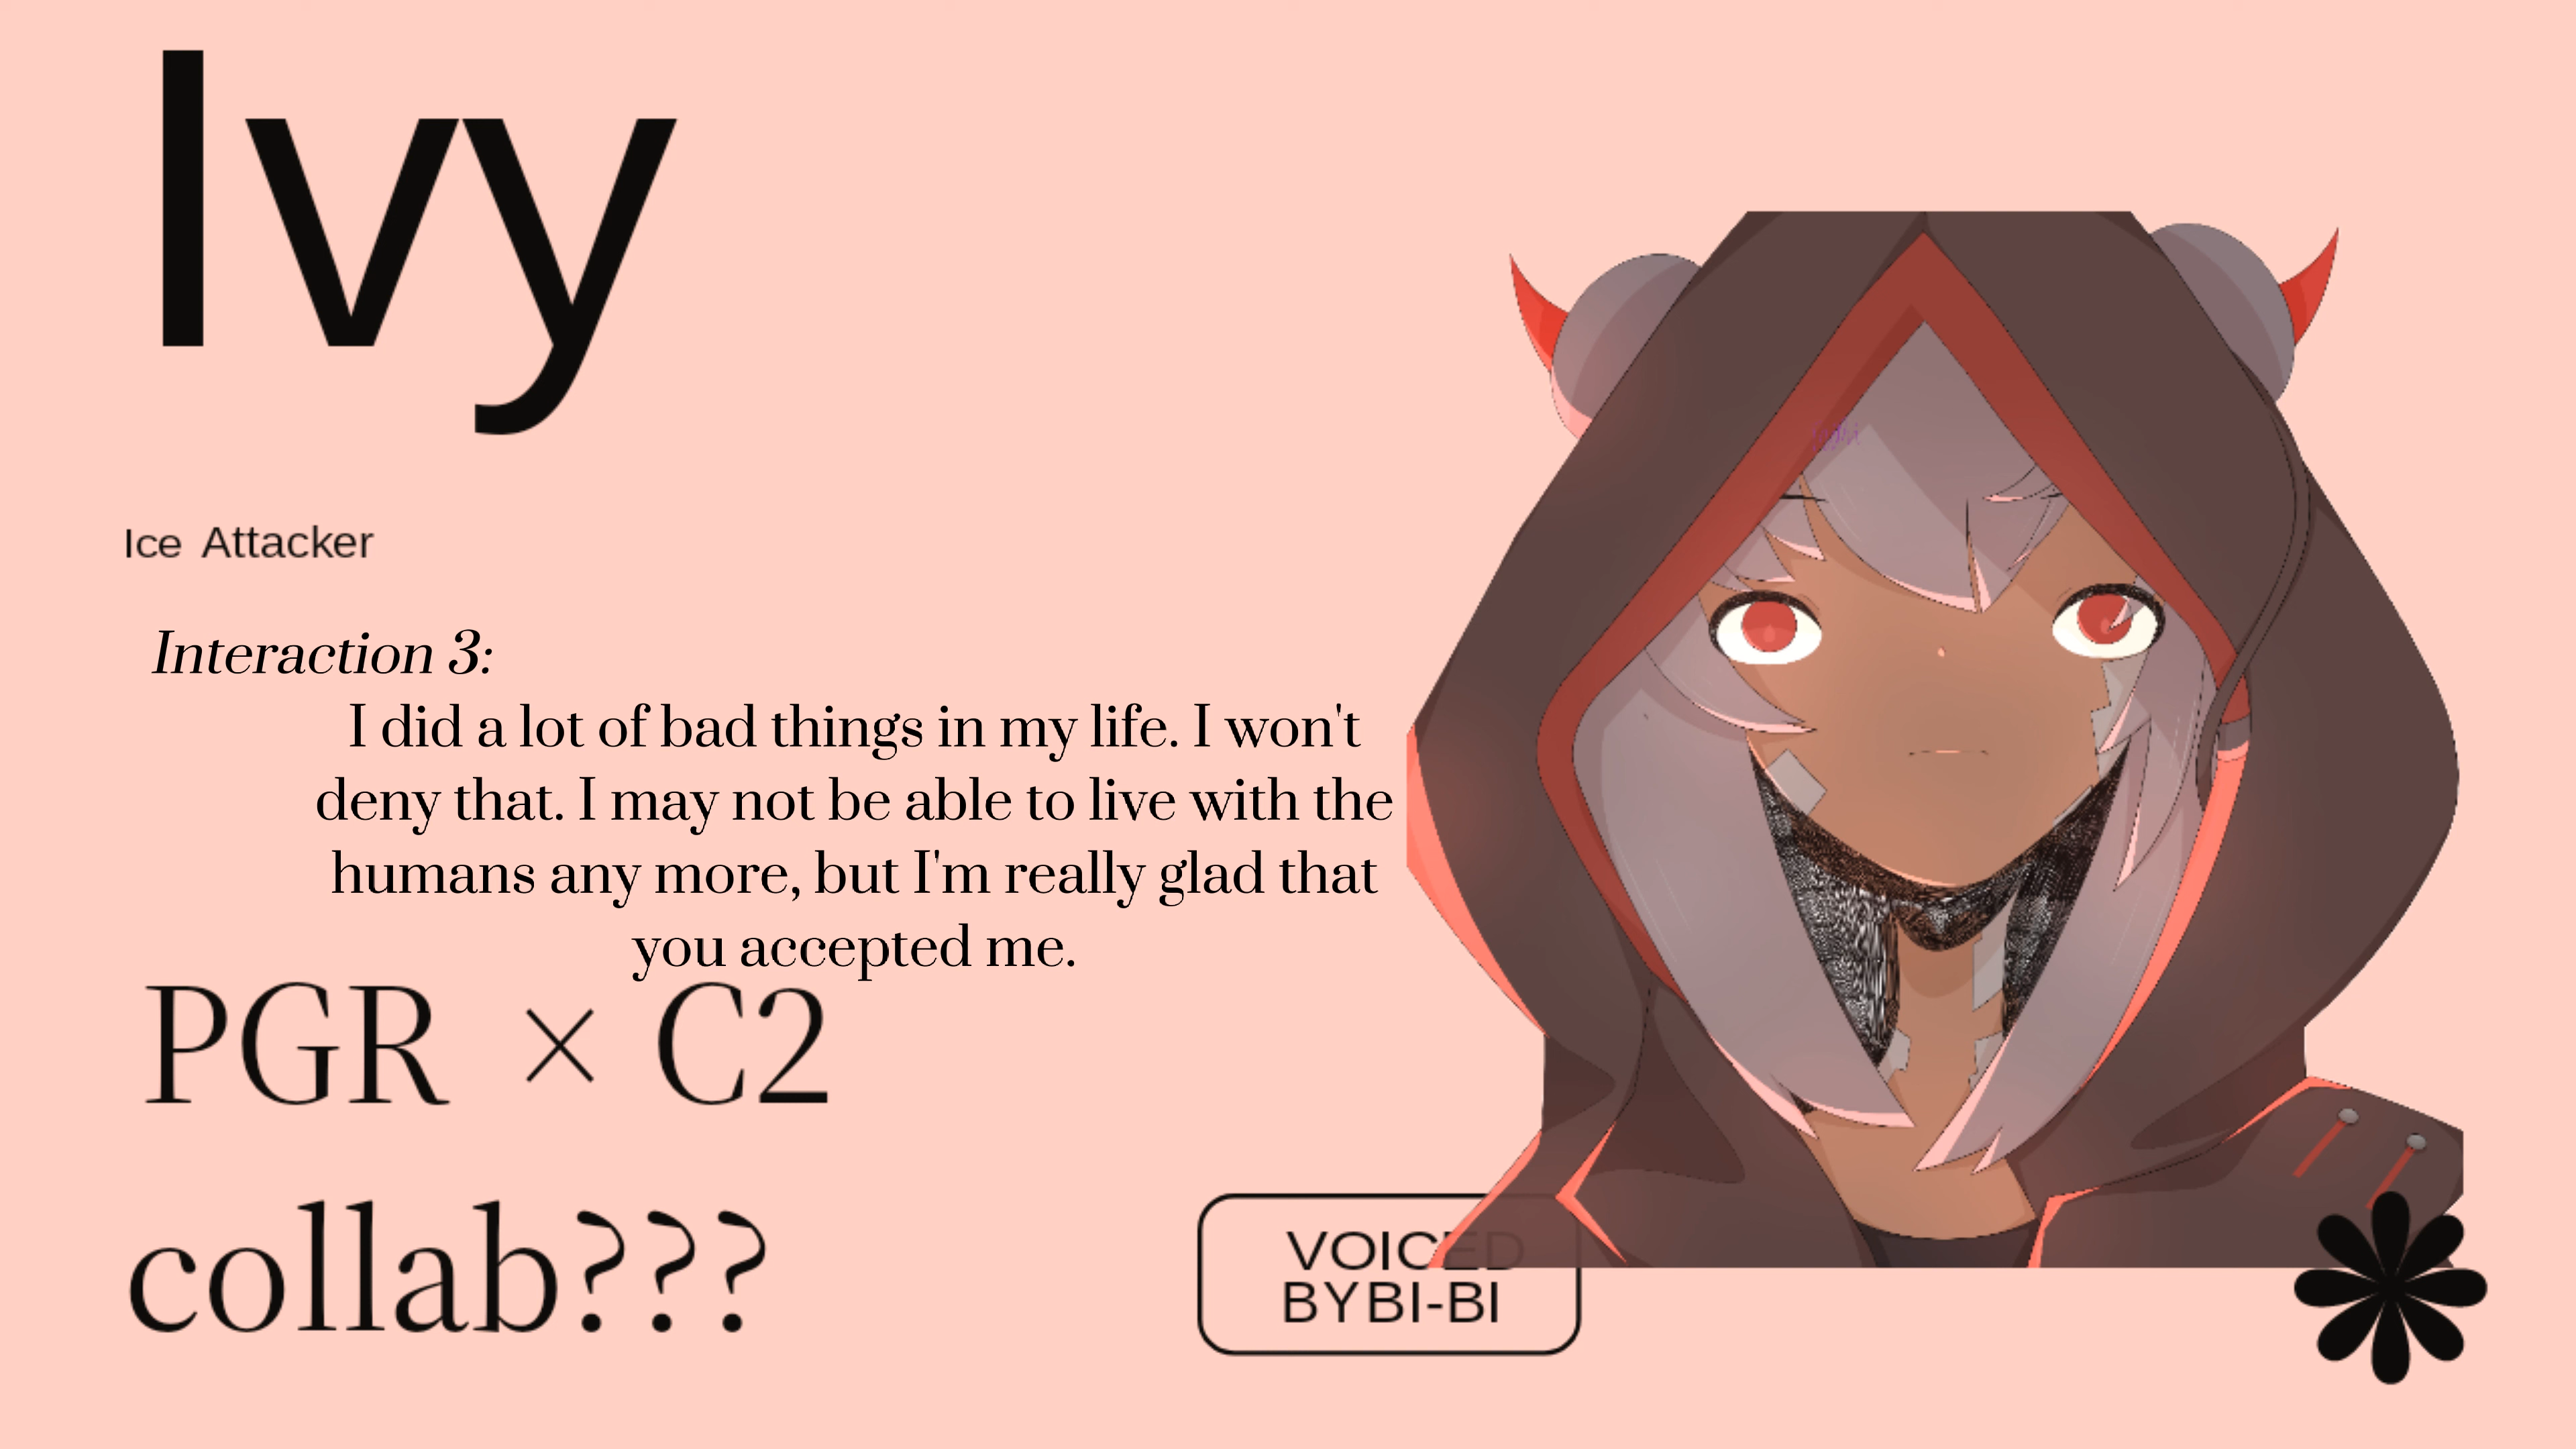 Ivy
Ice Attacker
Interaction 3:
I did a lot of bad things in my life. I won't
deny that. I may not be able to live with the
humans any more, but I'm really glad that
you accepted me.
PGR × C2
collab???
VOICED
BYBI-BI